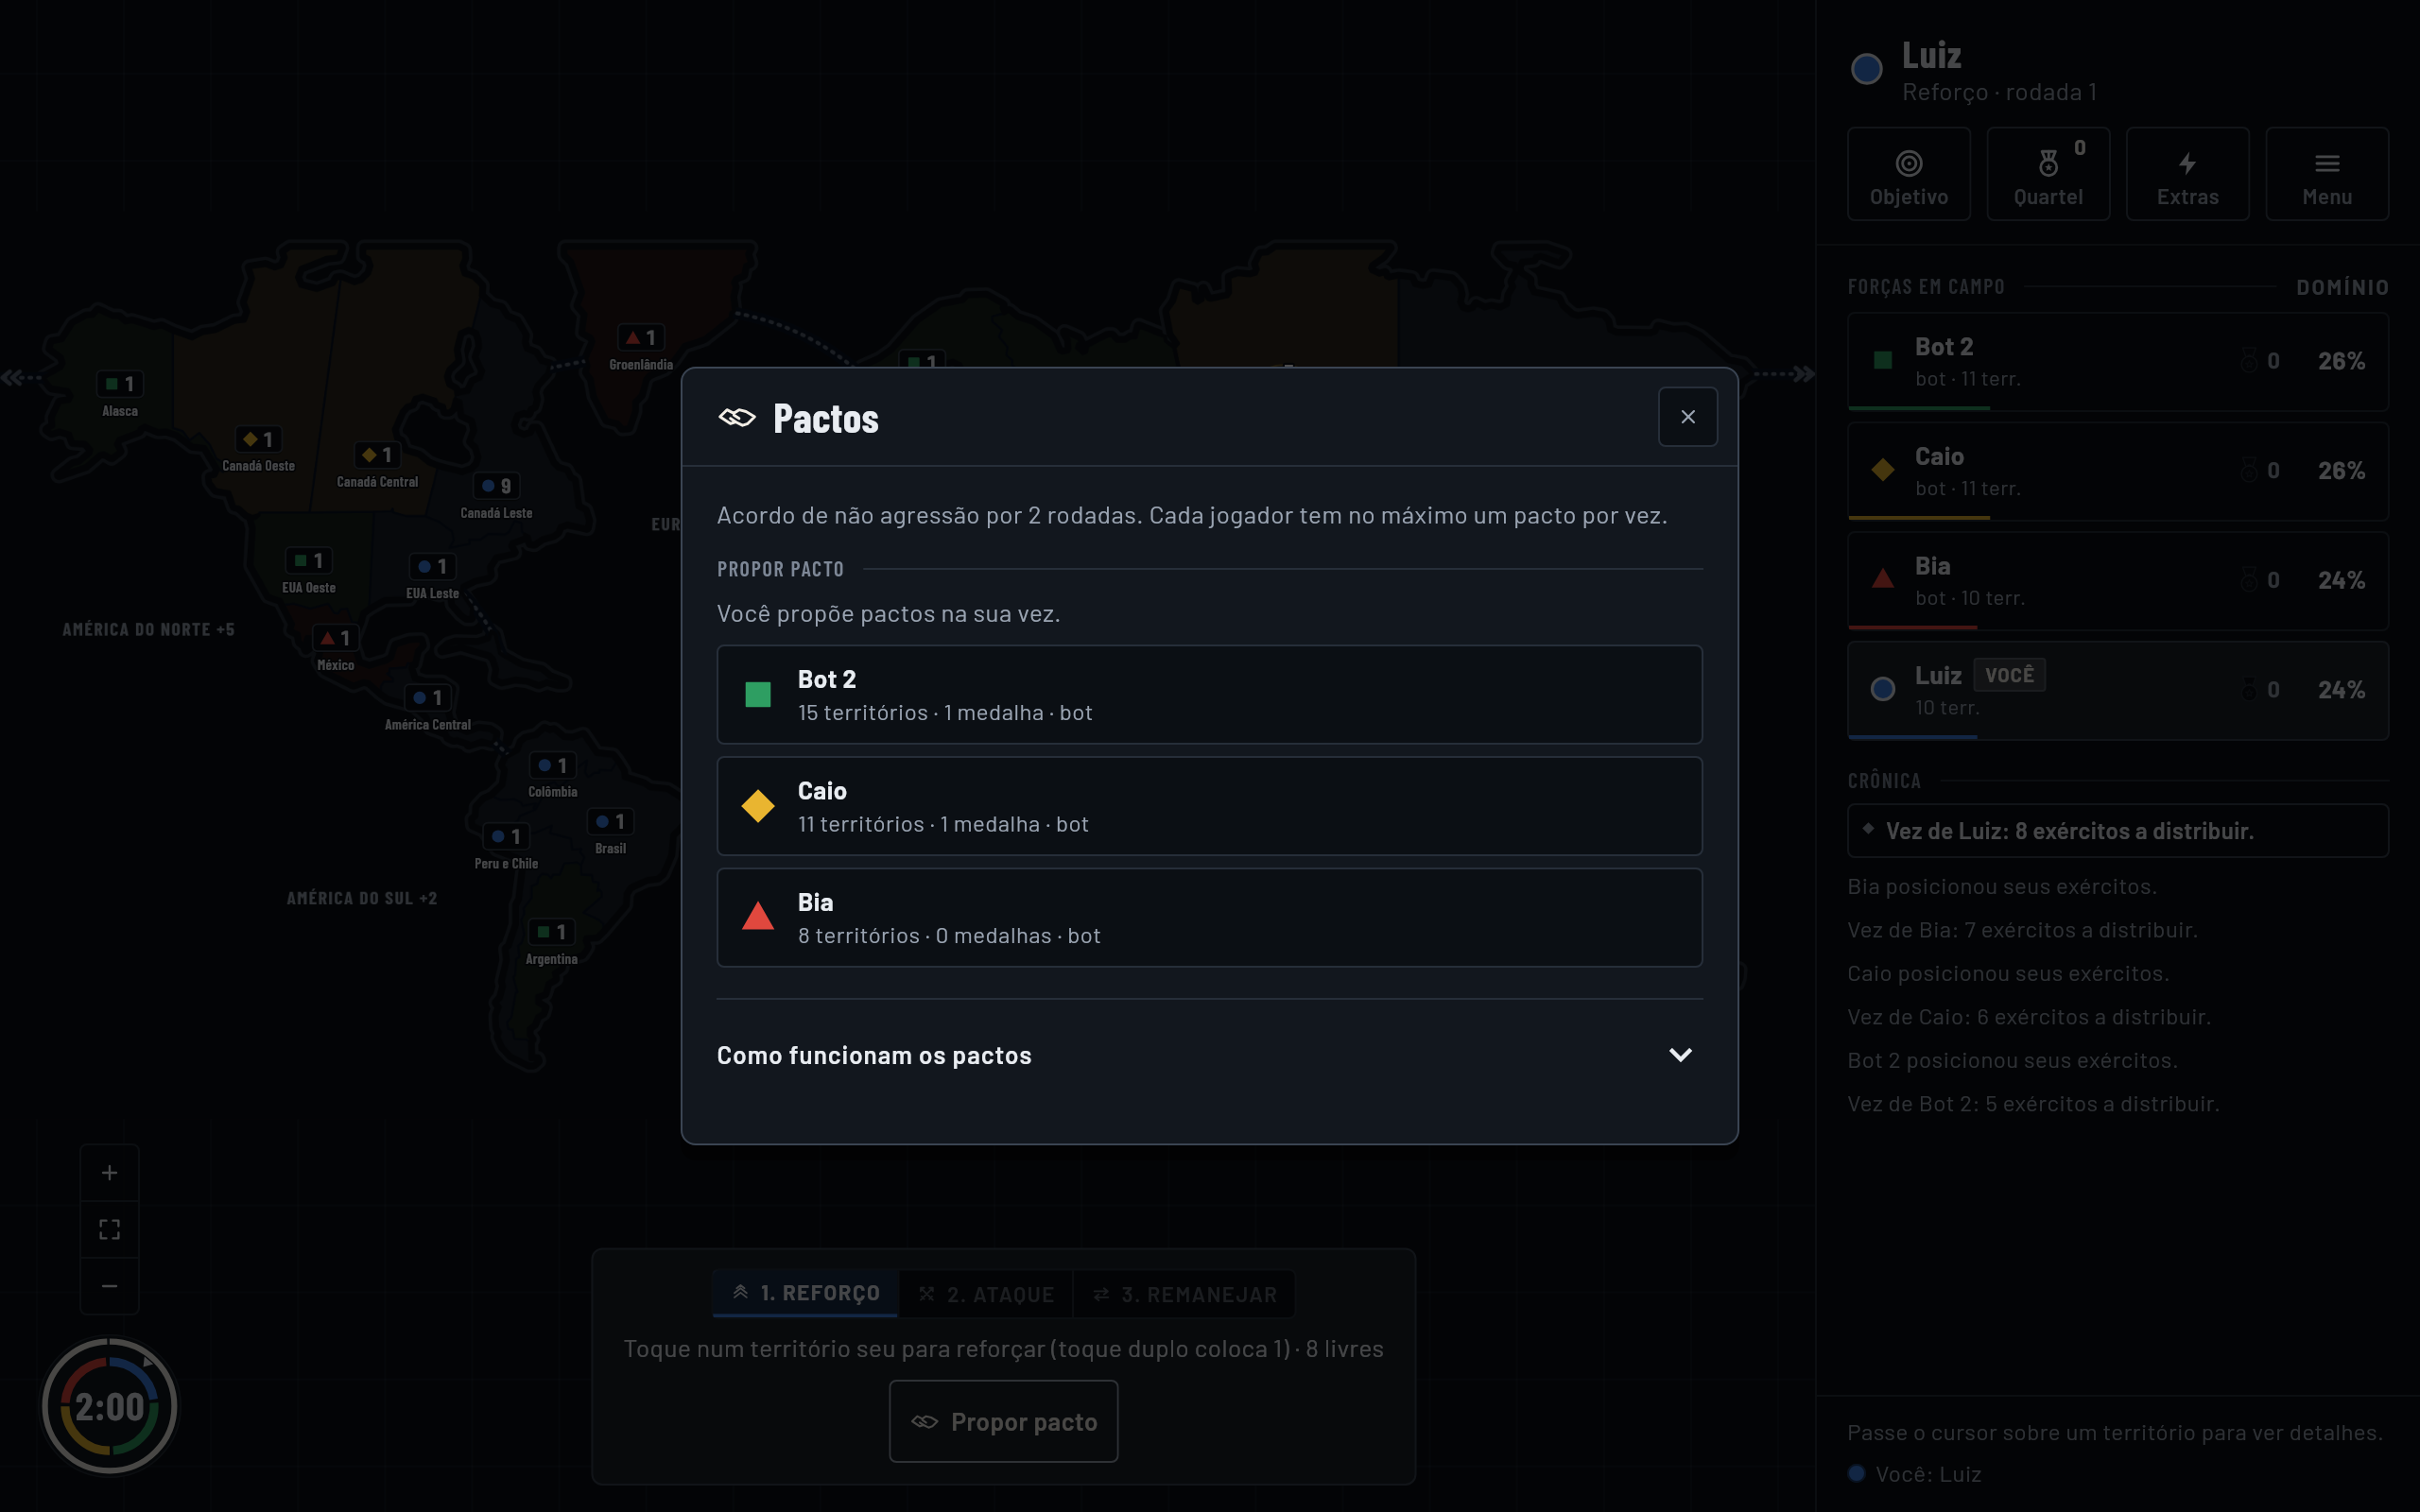 Luiz
Reforço · rodada 1
Objetivo
0
Quartel
Extras
Menu
FORÇAS EM CAMPO
DOMÍNIO
Bot 2
bot · 11 terr.
0
26%
Caio
bot · 11 terr.
0
26%
Bia
bot · 10 terr.
0
24%
Luiz VOCÊ
10 terr.
0
24%
CRÔNICA
Vez de Luiz: 8 exércitos a distribuir.
Bia posicionou seus exércitos.
Vez de Bia: 7 exércitos a distribuir.
Caio posicionou seus exércitos.
Vez de Caio: 6 exércitos a distribuir.
Bot 2 posicionou seus exércitos.
Vez de Bot 2: 5 exércitos a distribuir.
Passe o cursor sobre um território para ver detalhes.
Você: Luiz
Pactos
Acordo de não agressão por 2 rodadas. Cada jogador tem no máximo um pacto por vez.
PROPOR PACTO
Você propõe pactos na sua vez.
Bot 2
15 territórios · 1 medalha · bot
Caio
11 territórios · 1 medalha · bot
Bia
8 territórios · 0 medalhas · bot
Como funcionam os pactos
1
Groenlândia
1
1
Alasca
1
Canadá Oeste
1
Canadá Central
9
Canadá Leste
EUR
1
EUA Oeste
1
EUA Leste
AMÉRICA DO NORTE +5
1
México
1
América Central
1
Colômbia
1
Brasil
1
Peru e Chile
AMÉRICA DO SUL +2
1
Argentina
+
−
2:00
1. REFORÇO
2. ATAQUE
3. REMANEJAR
Toque num território seu para reforçar (toque duplo coloca 1) · 8 livres
Propor pacto